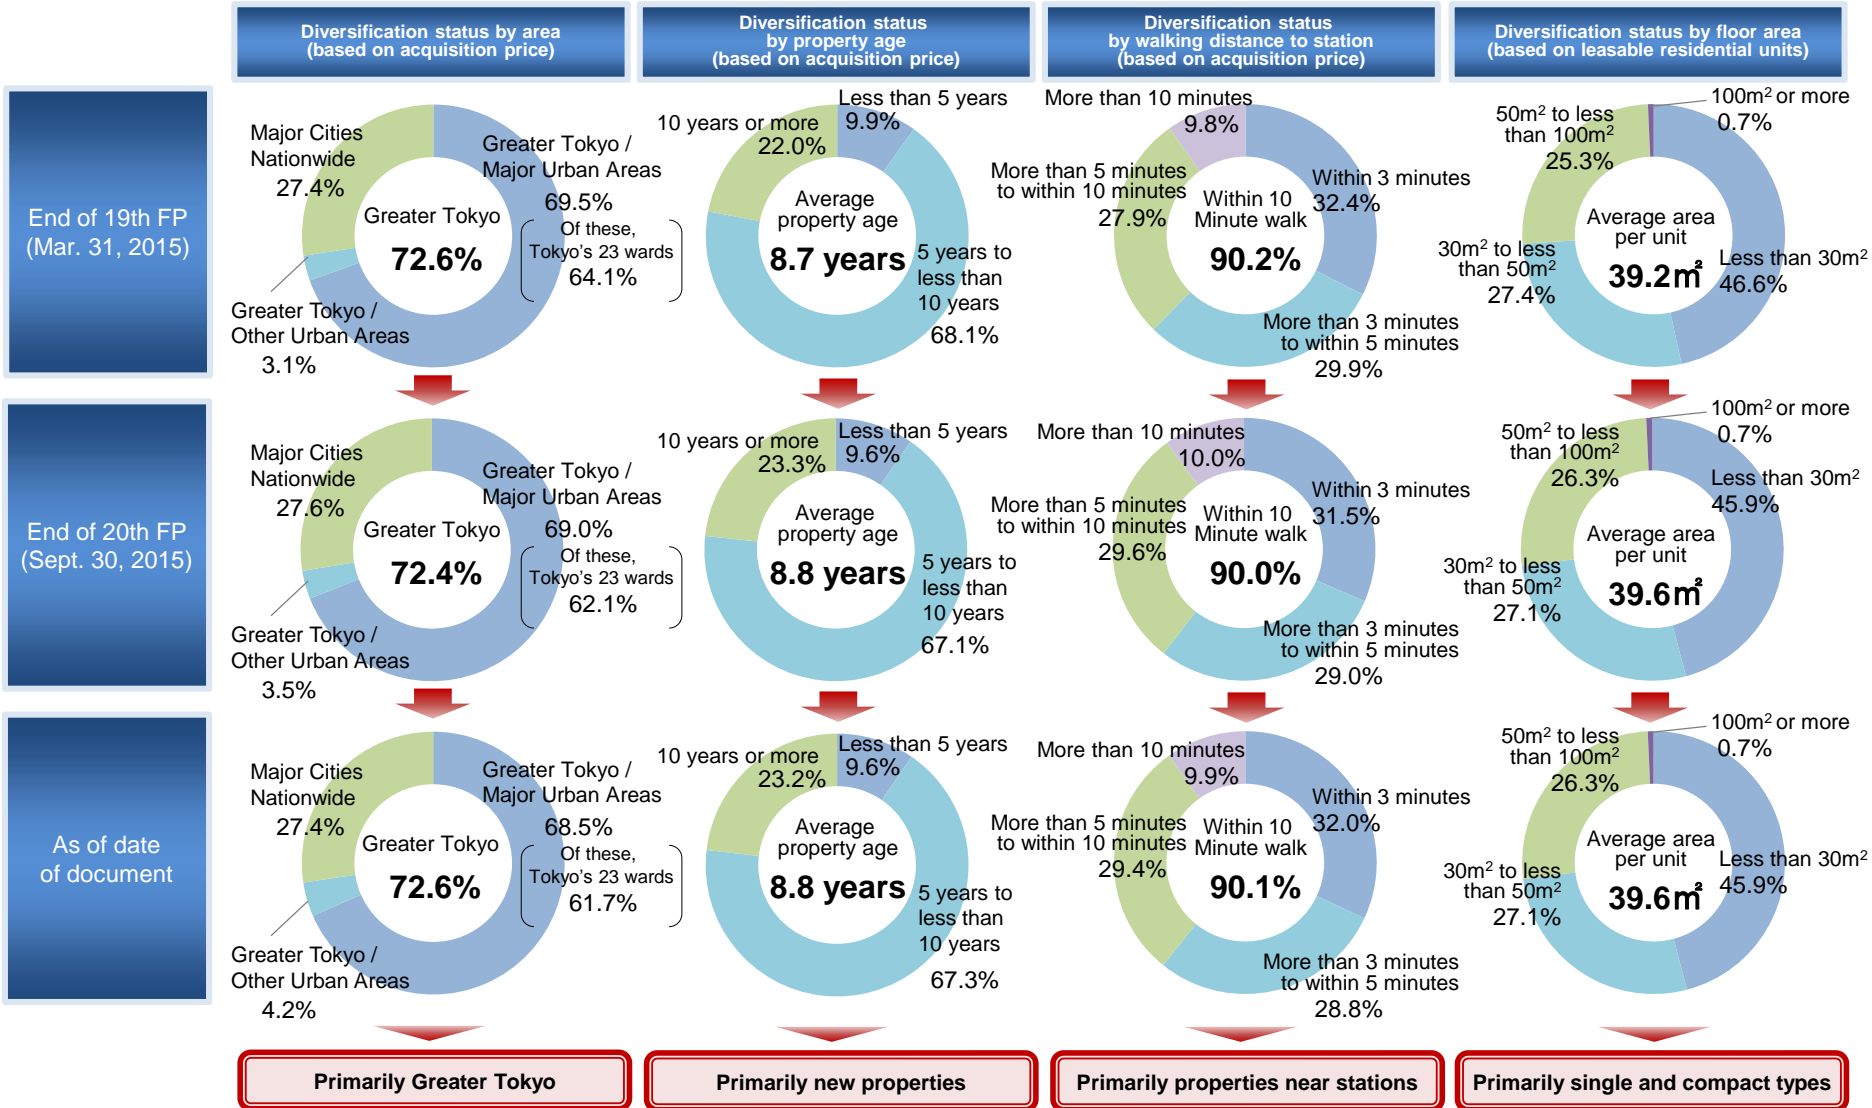 Diversification status by area
(based on acquisition price)
Diversification status
by property age
(based on acquisition price)
Diversification status
by walking distance to station
(based on acquisition price)
Diversification status by floor area
(based on leasable residential units)
End of 19th FP
(Mar. 31, 2015)
Major Cities
Nationwide
27.4%
Greater Tokyo /
Major Urban Areas
69.5%
Of these,
Tokyo's 23 wards
64.1%
Greater Tokyo
72.6%
Greater Tokyo /
Other Urban Areas
3.1%
Less than 5 years
9.9%
10 years or more
22.0%
Average
property age
8.7 years
5 years to
less than
10 years
68.1%
More than 10 minutes
9.8%
More than 5 minutes
to within 10 minutes
27.9%
Within 10
Minute walk
90.2%
Within 3 minutes
32.4%
More than 3 minutes
to within 5 minutes
29.9%
100m² or more
0.7%
50m² to less
than 100m²
25.3%
Average area
per unit
39.2㎡
30m² to less
than 50m²
27.4%
Less than 30m²
46.6%
End of 20th FP
(Sept. 30, 2015)
Major Cities
Nationwide
27.6%
Greater Tokyo /
Major Urban Areas
69.0%
Of these,
Tokyo's 23 wards
62.1%
Greater Tokyo
72.4%
Greater Tokyo /
Other Urban Areas
3.5%
Less than 5 years
9.6%
10 years or more
23.3%
Average
property age
8.8 years
5 years to
less than
10 years
67.1%
More than 10 minutes
10.0%
More than 5 minutes
to within 10 minutes
29.6%
Within 10
Minute walk
90.0%
Within 3 minutes
31.5%
More than 3 minutes
to within 5 minutes
29.0%
100m² or more
0.7%
50m² to less
than 100m²
26.3%
Less than 30m²
45.9%
Average area
per unit
39.6㎡
30m² to less
than 50m²
27.1%
As of date
of document
Major Cities
Nationwide
27.4%
Greater Tokyo /
Major Urban Areas
68.5%
Of these,
Tokyo's 23 wards
61.7%
Greater Tokyo
72.6%
Greater Tokyo /
Other Urban Areas
4.2%
Less than 5 years
9.6%
10 years or more
23.2%
Average
property age
8.8 years
5 years to
less than
10 years
67.3%
More than 10 minutes
9.9%
More than 5 minutes
to within 10 minutes
29.4%
Within 10
Minute walk
90.1%
Within 3 minutes
32.0%
More than 3 minutes
to within 5 minutes
28.8%
100m² or more
0.7%
50m² to less
than 100m²
26.3%
Average area
per unit
39.6㎡
30m² to less
than 50m²
27.1%
Less than 30m²
45.9%
Primarily Greater Tokyo
Primarily new properties
Primarily properties near stations
Primarily single and compact types